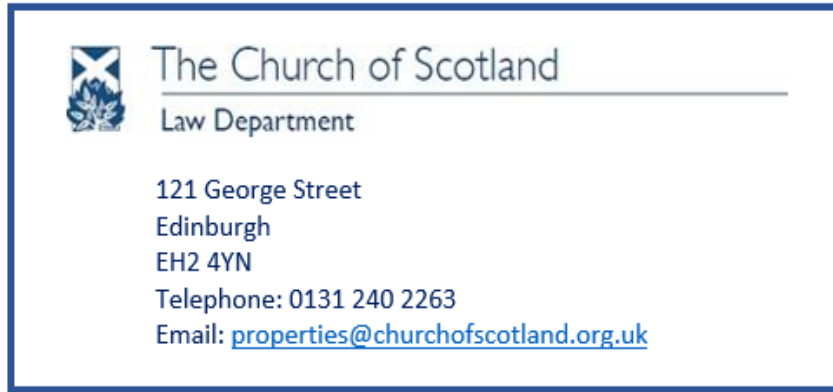 The Church of Scotland
Law Department
121 George Street
Edinburgh
EH2 4YN
Telephone: 0131 240 2263
Email: properties@churchofscotland.org.uk